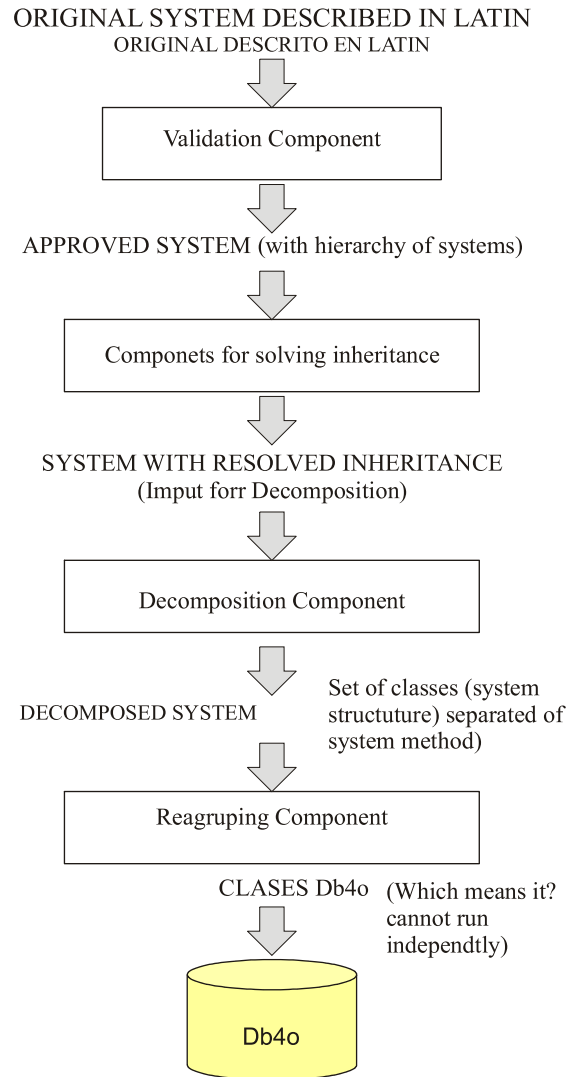 ORIGINAL SYSTEM DESCRIBED IN LATIN
ORIGINAL DESCRITO EN LATIN
Validation Component
APPROVED SYSTEM (with hierarchy of systems)
Componets for solving inheritance
SYSTEM WITH RESOLVED INHERITANCE
(Imput forr Decomposition)
Decomposition Component
DECOMPOSED SYSTEM
Set of classes (system
structuture) separated of
system method)
Reagruping Component
CLASES Db4o
(Which means it?
cannot run
independtly)
Db4o